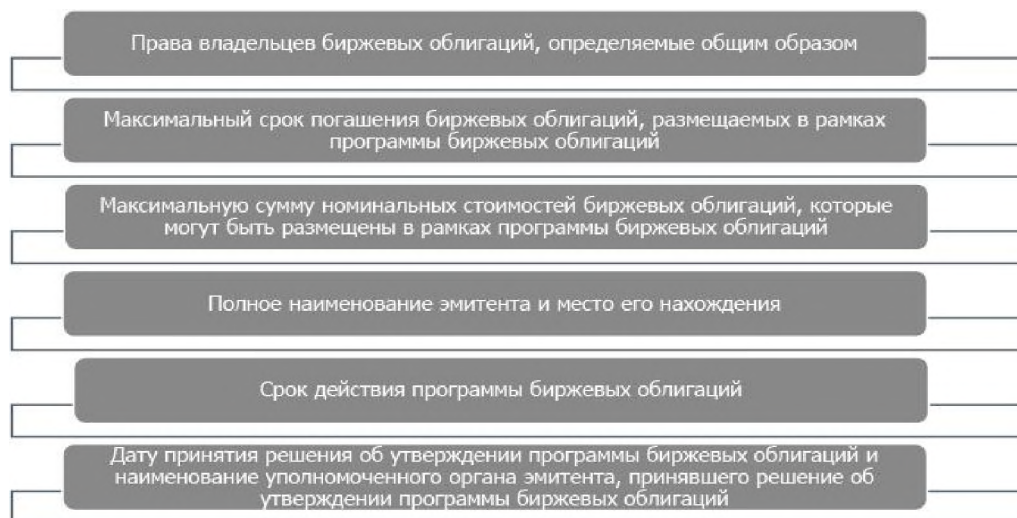 Права владельцев биржевых облигаций, определяемые общим образом
Максимальный срок погашения биржевых облигаций, размещаемых в рамках
программы биржевых облигаций
Максимальную сумму номинальных стоимостей биржевых облигаций, которые
могут быть размещены в рамках программы биржевых облигаций
Полное наименование эмитента и место его нахождения
Срок действия программы биржевых облигаций
Дату принятия решения об утверждении программы биржевых облигаций и
наименование уполномоченного органа эмитента, принявшего решение об
утверждении программы биржевых облигаций